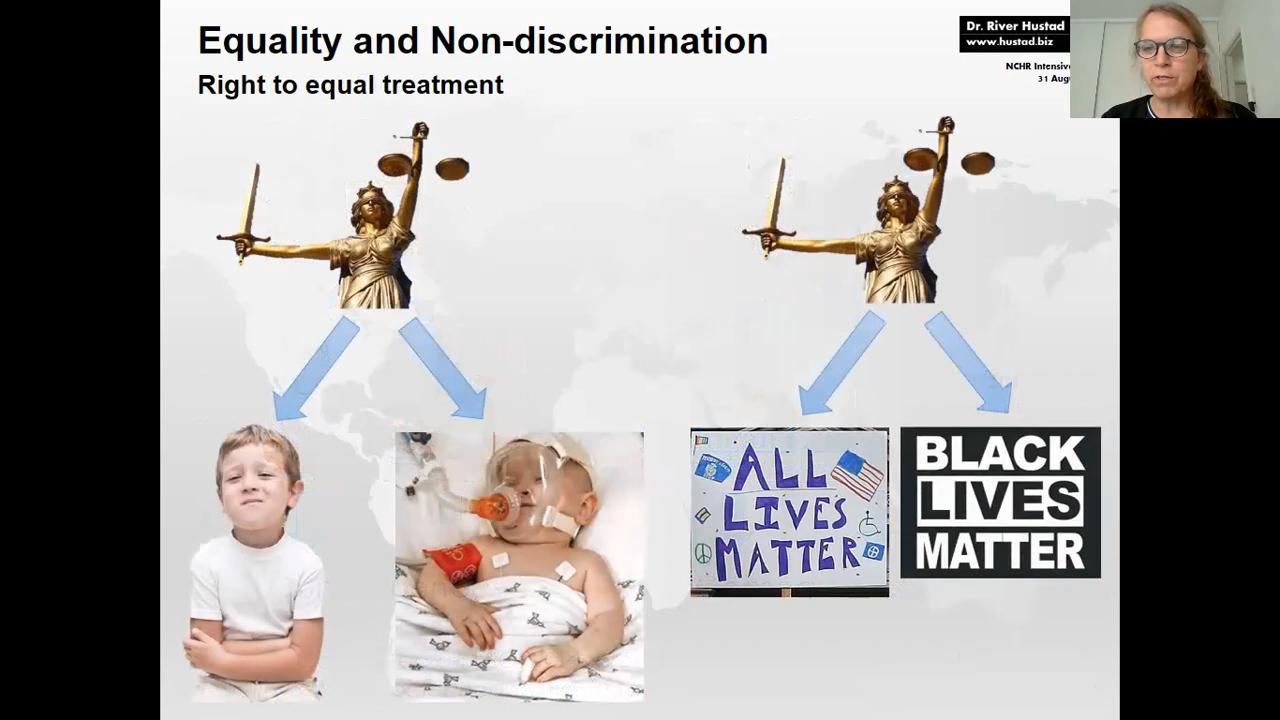 Equality and Non-discrimination
Right to equal treatment
Dr. River Hustad
www.hustad.biz
NCHR Intensive
31
ALL
LIVES
MATTER
BLACK
LIVES
MATTER